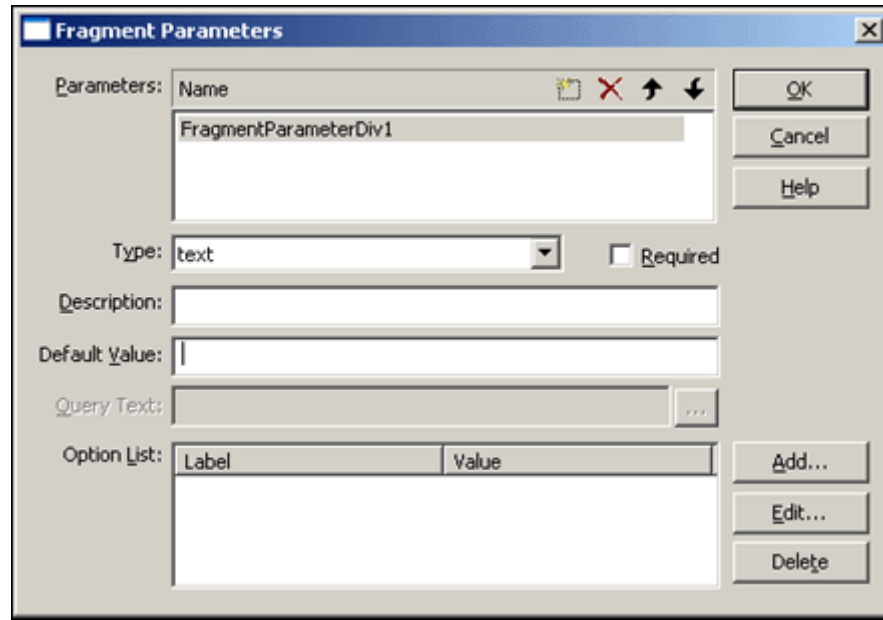 Fragment Parameters
Parameters: Name
OK
FragmentParameterDiv1
Cancel
Help
Type: text Required
Description:
Default Value:
Query Text: ...
Option List: Label Value
Add...
Edit...
Delete